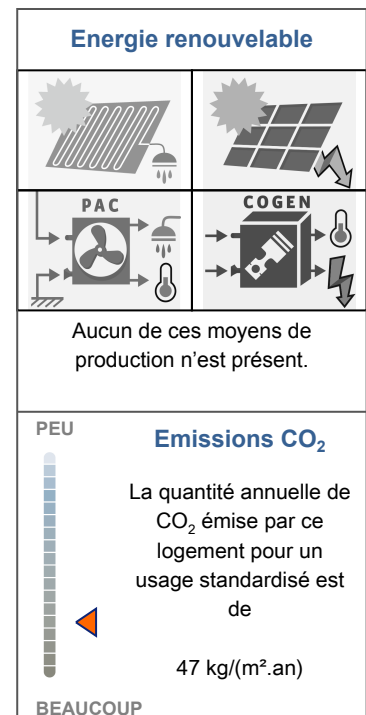 Energie renouvelable
PAC
COGEN
Aucun de ces moyens de
production n'est présent.
PEU
Emissions CO₂
La quantité annuelle de
CO₂ émise par ce
logement pour un
usage standardisé est
de
47 kg/(m².an)
BEAUCOUP